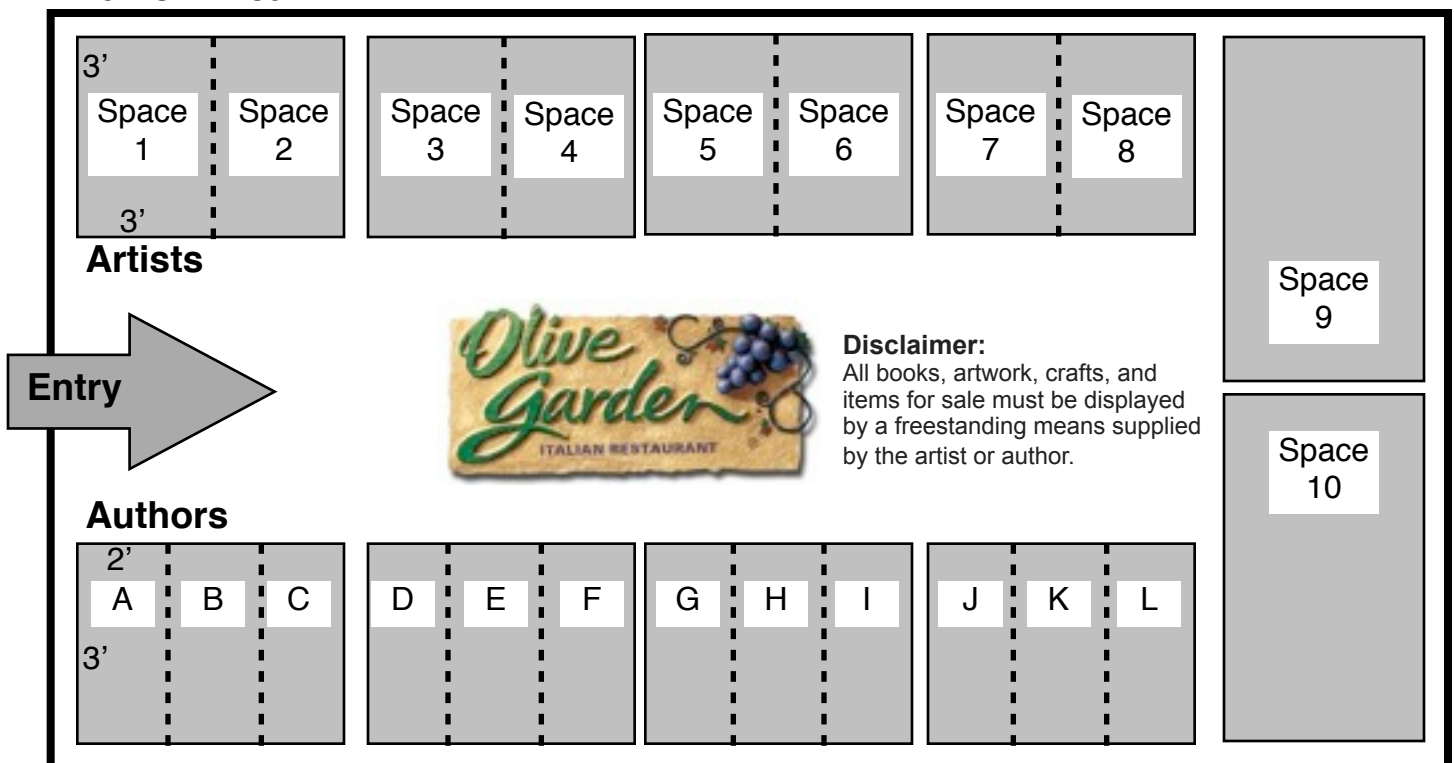 3’
Space
1
Space
2
Space
3
Space
4
Space
5
Space
6
Space
7
Space
8
3’
Artists
Space
9
Entry
Olive
Garden
ITALIAN RESTAURANT
Disclaimer:
All books, artwork, crafts, and
items for sale must be displayed
by a freestanding means supplied
by the artist or author.
Space
10
Authors
2’
A
B
C
D
E
F
G
H
I
J
K
L
3’